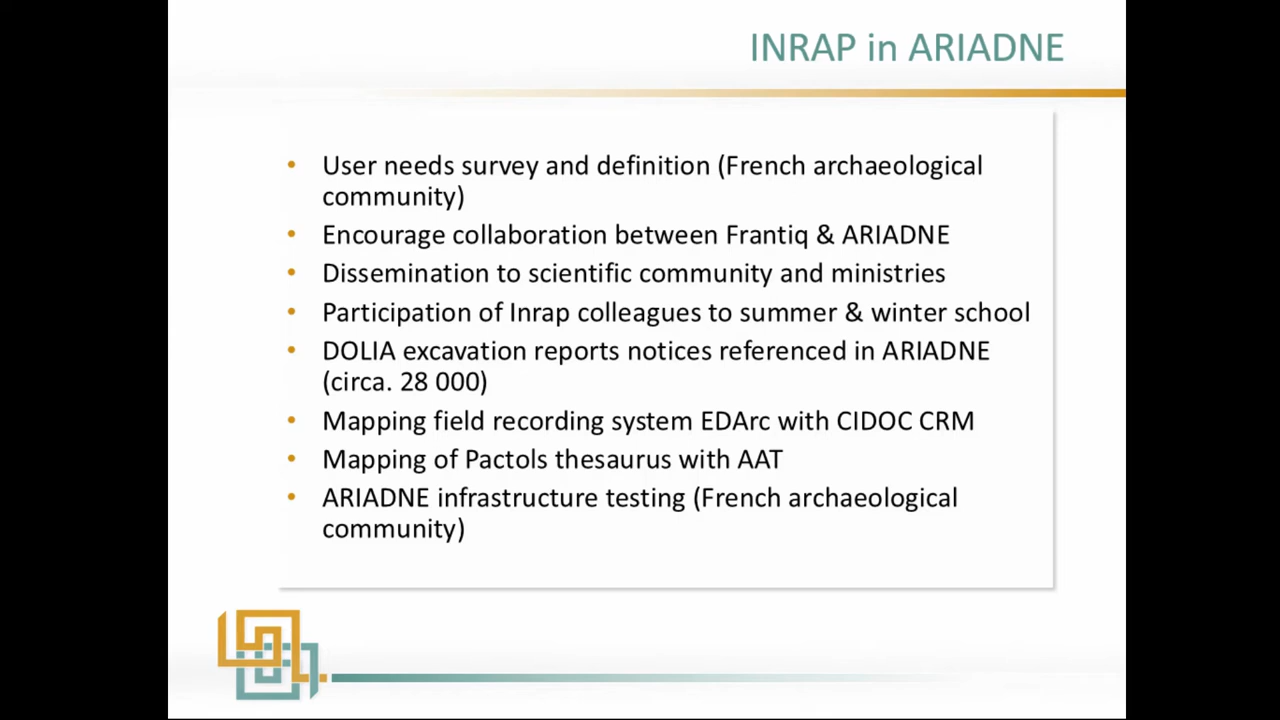 INRAP in ARIADNE
• User needs survey and definition (French archaeological
community)
• Encourage collaboration between Frantiq & ARIADNE
• Dissemination to scientific community and ministries
• Participation of Inrap colleagues to summer & winter school
• DOLIA excavation reports notices referenced in ARIADNE
(circa. 28 000)
• Mapping field recording system EDArc with CIDOC CRM
• Mapping of Pactols thesaurus with AAT
• ARIADNE infrastructure testing (French archaeological
community)